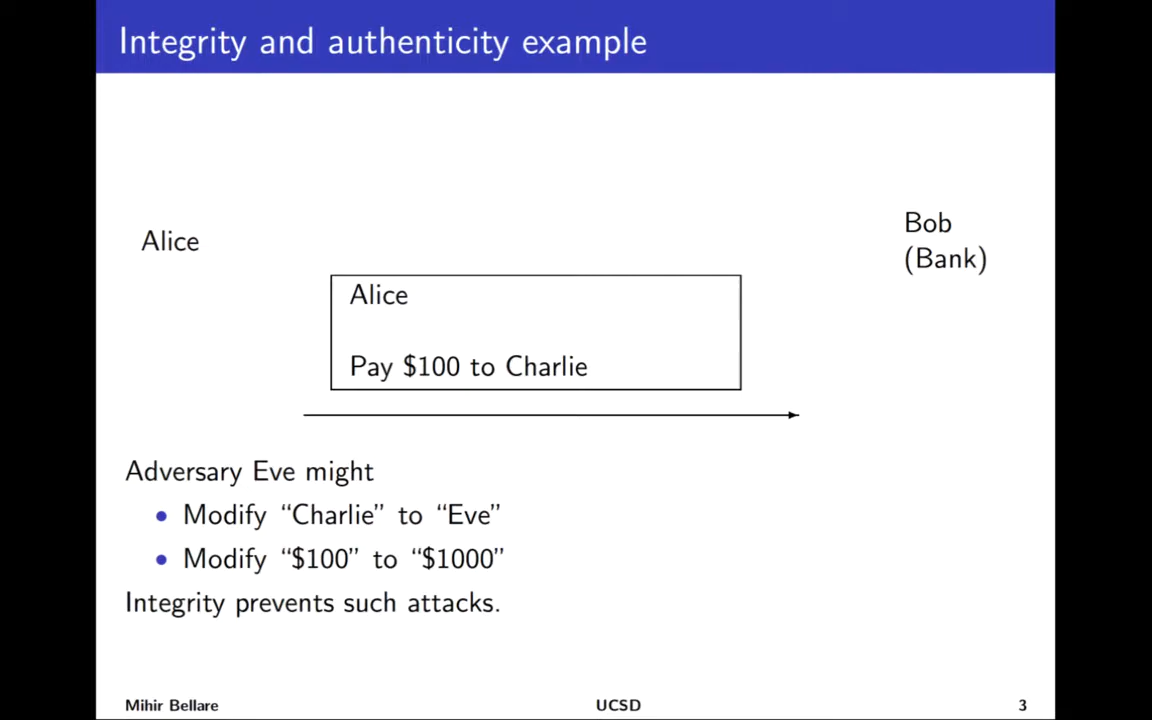 Integrity and authenticity example
Alice
Bob
(Bank)
Alice
Pay $100 to Charlie
Adversary Eve might
• Modify “Charlie” to “Eve”
• Modify “$100” to “$1000”
Integrity prevents such attacks.
Mihir Bellare UCSD 3